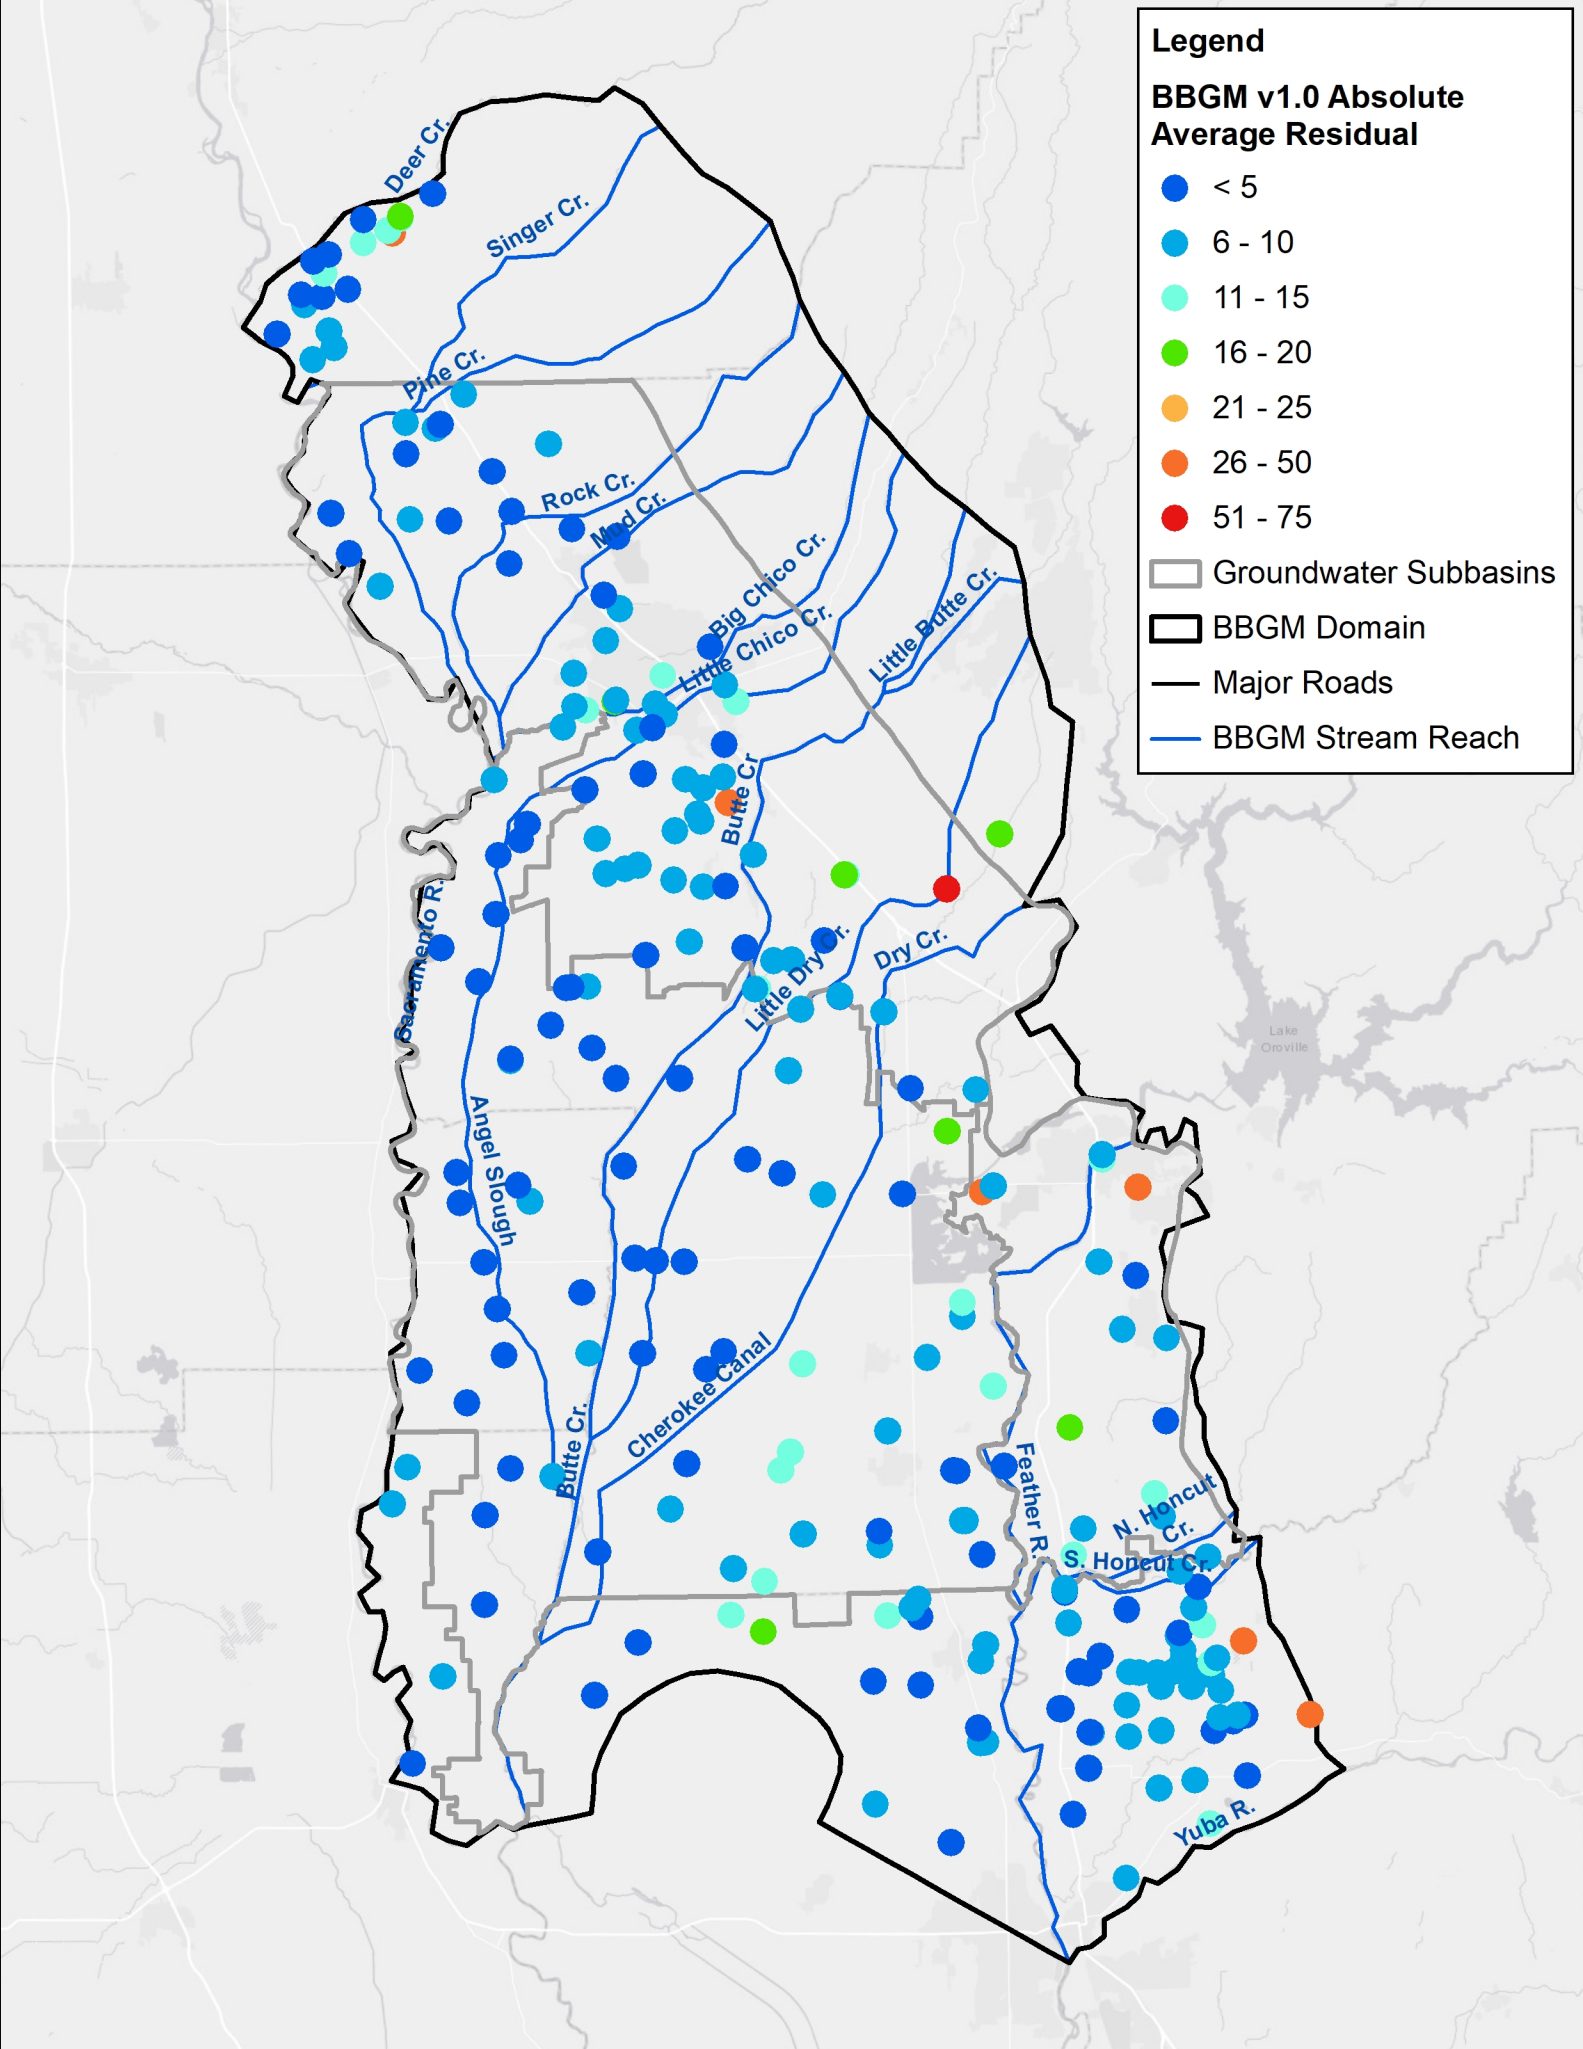 Legend
BBGM v1.0 Absolute
Average Residual
< 5
6 - 10
11 - 15
16 - 20
21 - 25
26 - 50
51 - 75
Groundwater Subbasins
BBGM Domain
Major Roads
BBGM Stream Reach
Deer Cr.
Singer Cr.
Pine Cr.
Rock Cr.
Mud Cr.
Big Chico Cr.
Little Chico Cr.
Little Butte Cr.
Butte Cr
Sacramento R.
Little Dry Cr.
Dry Cr.
Lake
Oroville
Angel Slough
Cherokee Canal
Butte Cr.
Feather R.
N. Honcut
Cr.
S. Honcut Cr.
Yuba R.